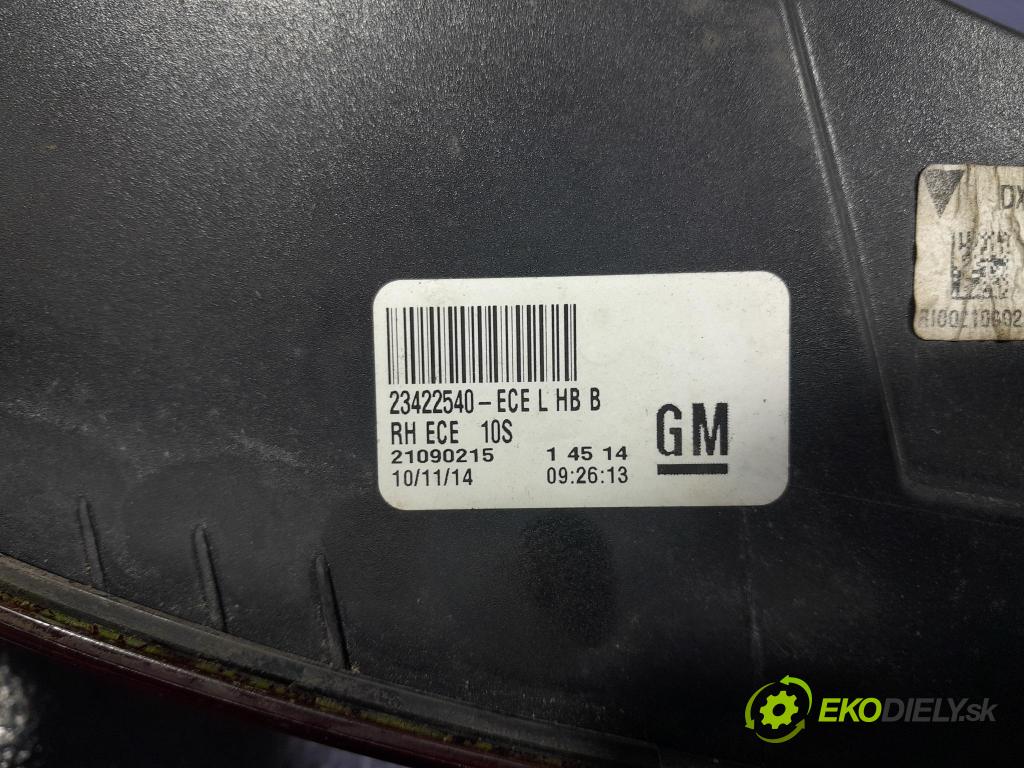 23422540-ECE L HB B
RH ECE 10S
21090215 1 45 14
10/11/14 09:26:13
GM
DX
EKODIELY.sk